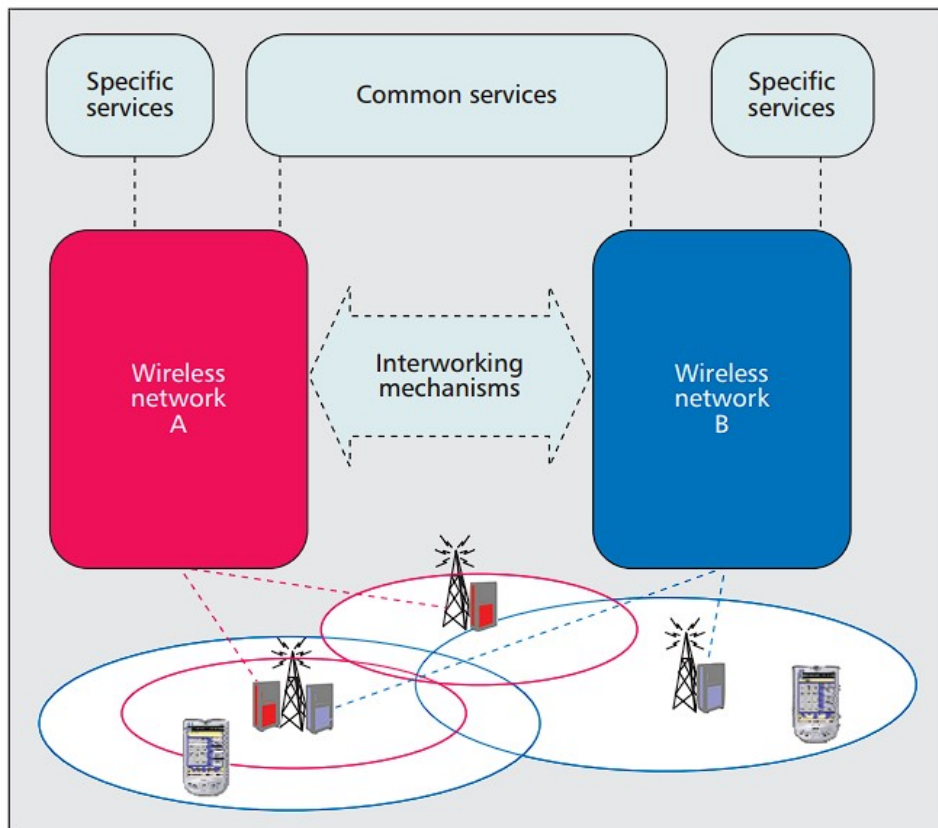 Specific
services
Common services
Specific
services
Wireless
network
A
Interworking
mechanisms
Wireless
network
B